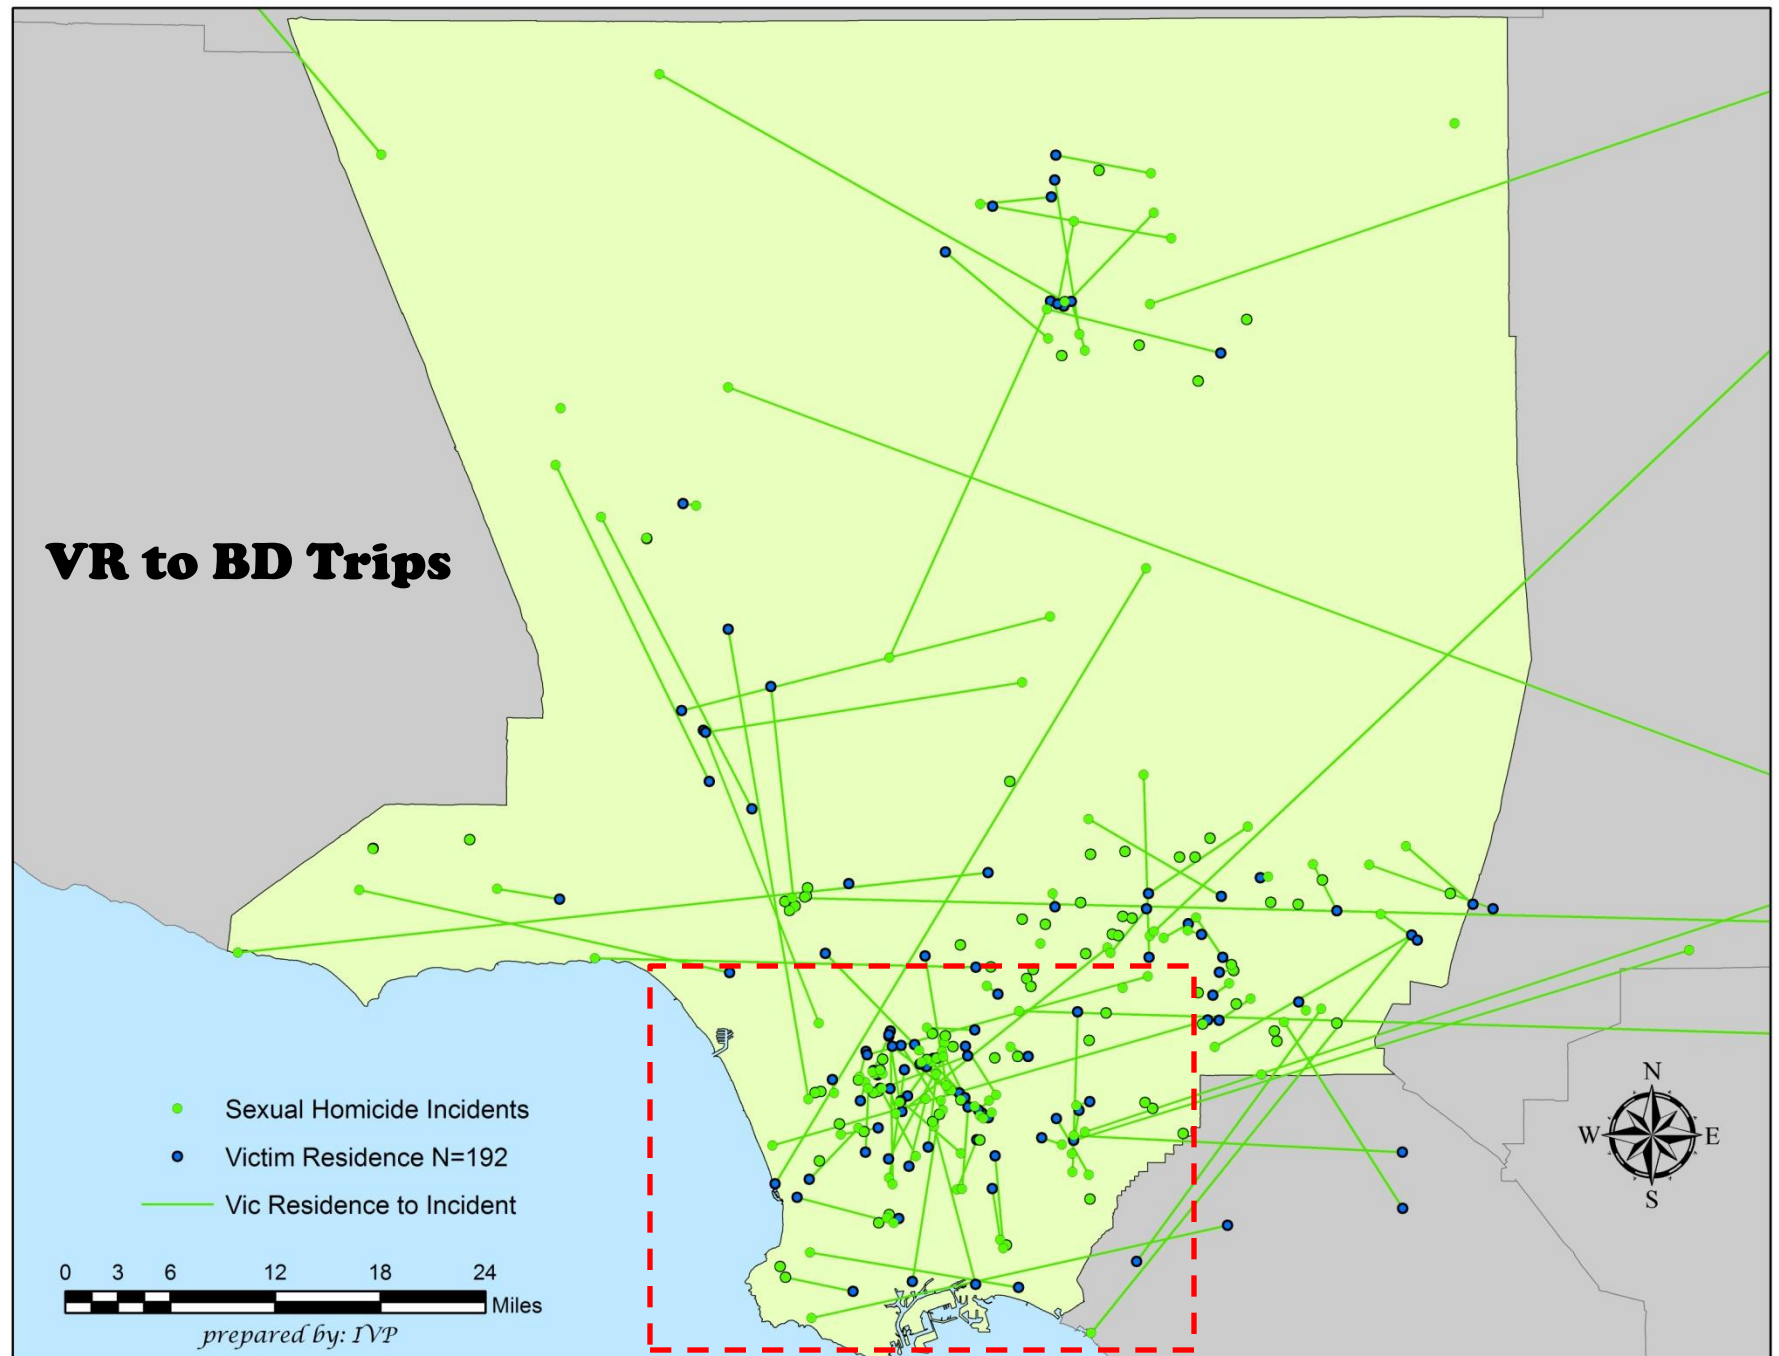 VR to BD Trips
Sexual Homicide Incidents
Victim Residence N=192
Vic Residence to Incident
0 3 6 12 18 24
Miles
prepared by: IVP
N
W E
S